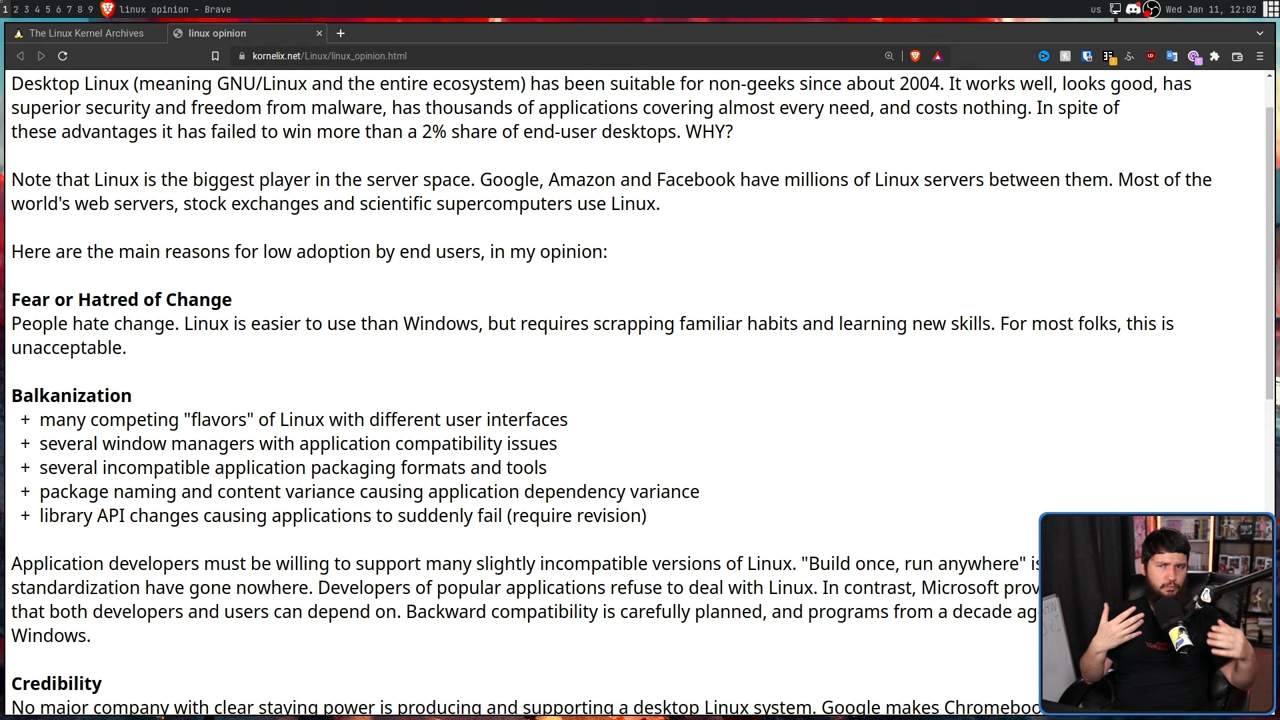 1 2 3 4 5 6 7 8 9 linux opinion - Brave us Wed Jan 11, 12:02
The Linux Kernel Archives linux opinion
kornelix.net/Linux/linux_opinion.html
Desktop Linux (meaning GNU/Linux and the entire ecosystem) has been suitable for non-geeks since about 2004. It works well, looks good, has
superior security and freedom from malware, has thousands of applications covering almost every need, and costs nothing. In spite of
these advantages it has failed to win more than a 2% share of end-user desktops. WHY?
Note that Linux is the biggest player in the server space. Google, Amazon and Facebook have millions of Linux servers between them. Most of the
world's web servers, stock exchanges and scientific supercomputers use Linux.
Here are the main reasons for low adoption by end users, in my opinion:
Fear or Hatred of Change
People hate change. Linux is easier to use than Windows, but requires scrapping familiar habits and learning new skills. For most folks, this is
unacceptable.
Balkanization
+ many competing "flavors" of Linux with different user interfaces
+ several window managers with application compatibility issues
+ several incompatible application packaging formats and tools
+ package naming and content variance causing application dependency variance
+ library API changes causing applications to suddenly fail (require revision)
Application developers must be willing to support many slightly incompatible versions of Linux. "Build once, run anywhere"
standardization have gone nowhere. Developers of popular applications refuse to deal with Linux. In contrast, Microsoft
that both developers and users can depend on. Backward compatibility is carefully planned, and programs from a decade
Windows.
Credibility
No major company with clear staying power is producing and supporting a desktop Linux system. Google makes